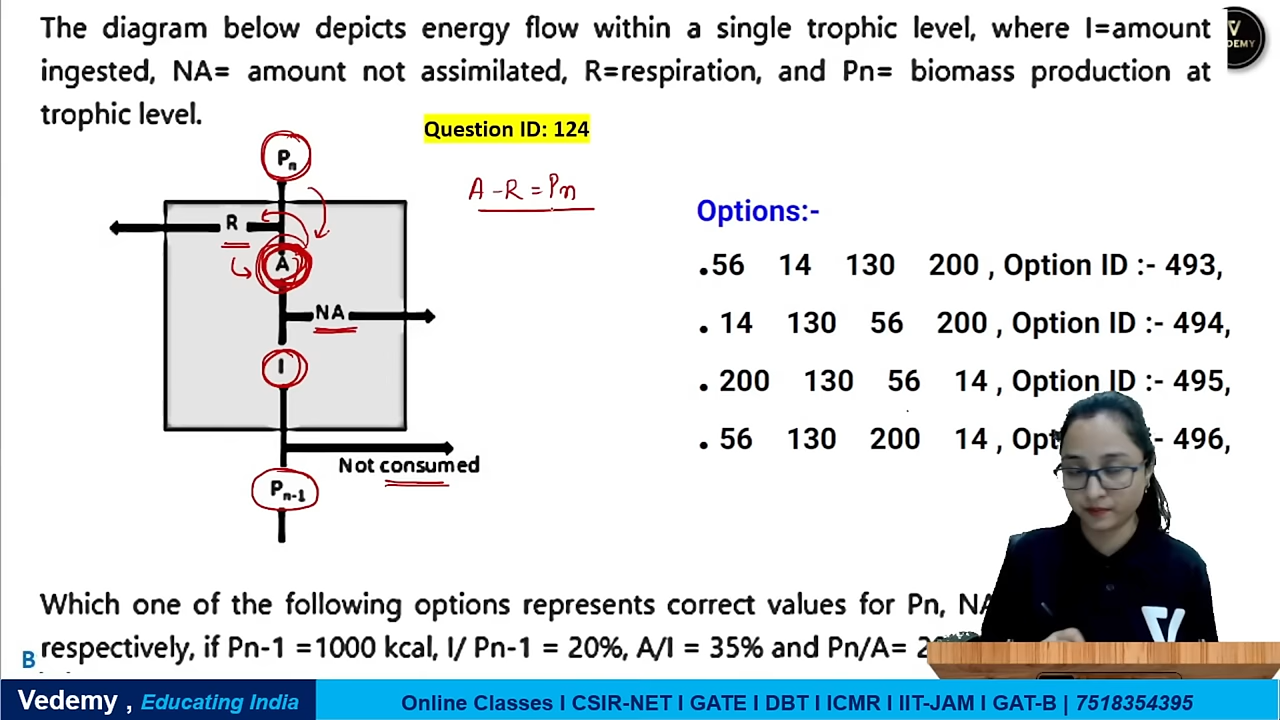 The diagram below depicts energy flow within a single trophic level, where I=amount
ingested, NA= amount not assimilated, R=respiration, and Pn= biomass production at
trophic level.
Question ID: 124
Pn
A - R = Pn
R
A
NA
I
Not consumed
Pn-1
Options:-
.56 14 130 200 , Option ID :- 493,
. 14 130 56 200 , Option ID :- 494,
. 200 130 56 14 , Option ID :- 495,
. 56 130 200 14 , - 496,
Which one of the following options represents correct values for Pn,
respectively, if Pn-1 =1000 kcal, I/ Pn-1 = 20%, A/I = 35% and Pn/A=
B
Vedemy , Educating India
Online Classes I CSIR-NET I GATE I DBT I ICMR I IIT-JAM I GAT-B | 7518354395